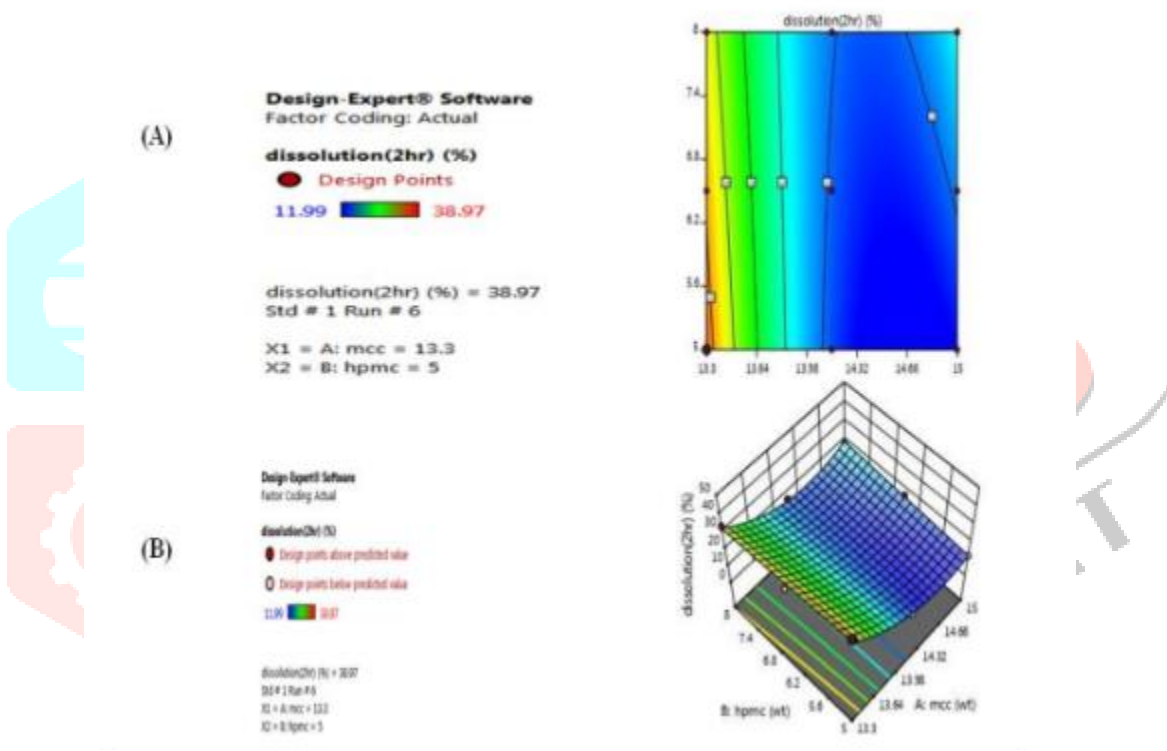 (A)
Design-Expert® Software
Factor Coding: Actual
dissolution(2hr) (%)
Design Points
11.99 38.97
dissolution(2hr) (%) = 38.97
Std # 1 Run # 6
X1 = A: mcc = 13.3
X2 = B: hpmc = 5
dissolution(2hr) (%)
8
7.4
6.8
6.2
5.6
5
13.3 13.64 13.98 14.32 14.66 15
(B)
Design-Expert® Software
Factor Coding: Actual
dissolution(2hr) (%)
Design points above predicted value
Design points below predicted value
11.99 38.97
dissolution(2hr) (%) = 38.97
Std # 1 Run # 6
X1 = A: mcc = 13.3
X2 = B: hpmc = 5
dissolution(2hr) (%)
50
40
30
20
10
0
8
7.4
6.8
6.2
5.6
5
B: hpmc (wt)
15
14.66
14.32
13.98
13.64
13.3
A: mcc (wt)